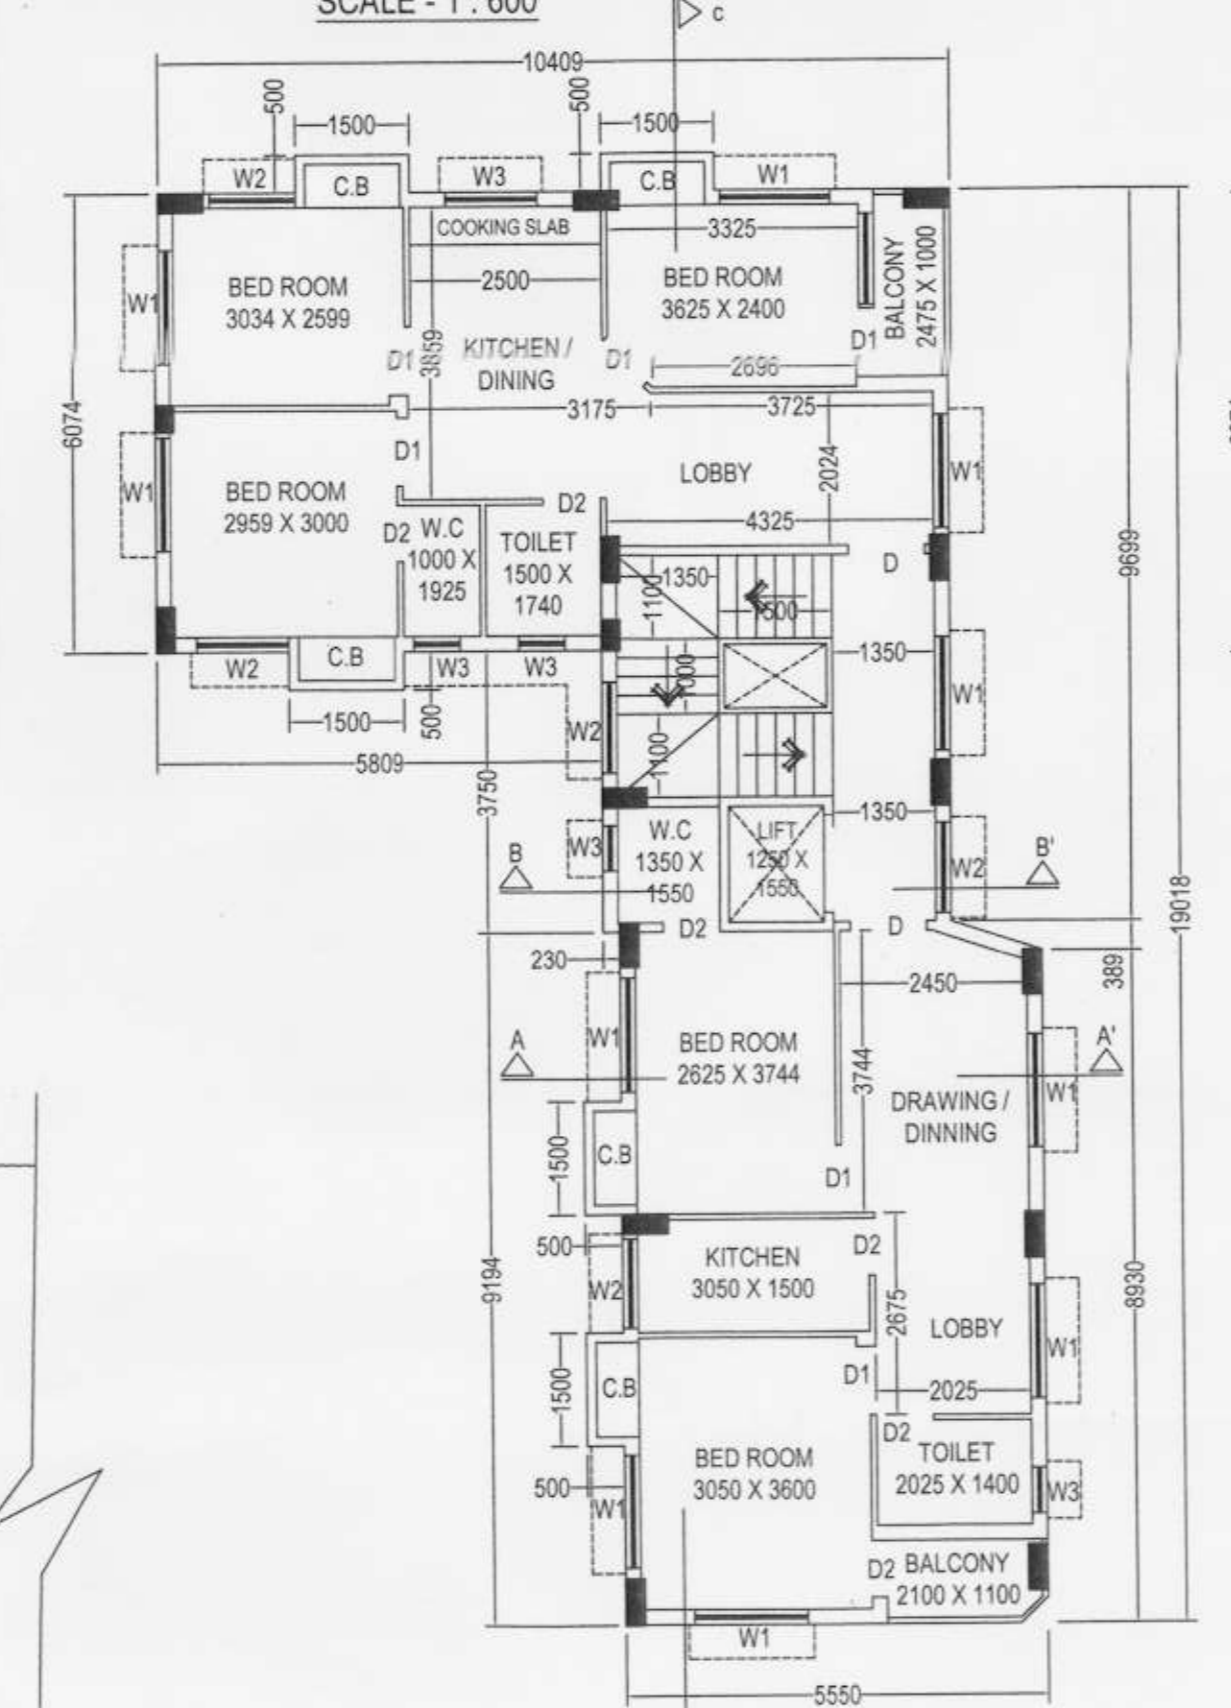 SCALE - 1 : 600
c
10409
500
1500
500
1500
W2
C.B
W3
C.B
W1
COOKING SLAB
3325
BED ROOM
3034 X 2599
2500
BED ROOM
3625 X 2400
BALCONY
2475 X 1000
W1
D1
3859
KITCHEN /
DINING
D1
2696
D1
6074
3175
3725
W1
D1
BED ROOM
2959 X 3000
LOBBY
2024
W1
4325
D2
D2
W.C
1000 X
1925
TOILET
1500 X
1740
D
9699
1350
1100
1350
W2
C.B
W3
W3
W1
1500
500
W2
5809
1100
3750
1350
W3
W.C
1350 X
1550
LIFT
1250 X
1550
W2
B
B'
19018
D2
D
230
2450
389
W1
A
BED ROOM
2625 X 3744
3744
A'
W1
DRAWING /
DINNING
1500
C.B
D1
500
KITCHEN
3050 X 1500
D2
W2
9194
2675
LOBBY
8930
W1
1500
C.B
D1
2025
D2
BED ROOM
3050 X 3600
TOILET
2025 X 1400
500
W1
W3
D2
BALCONY
2100 X 1100
W1
5550